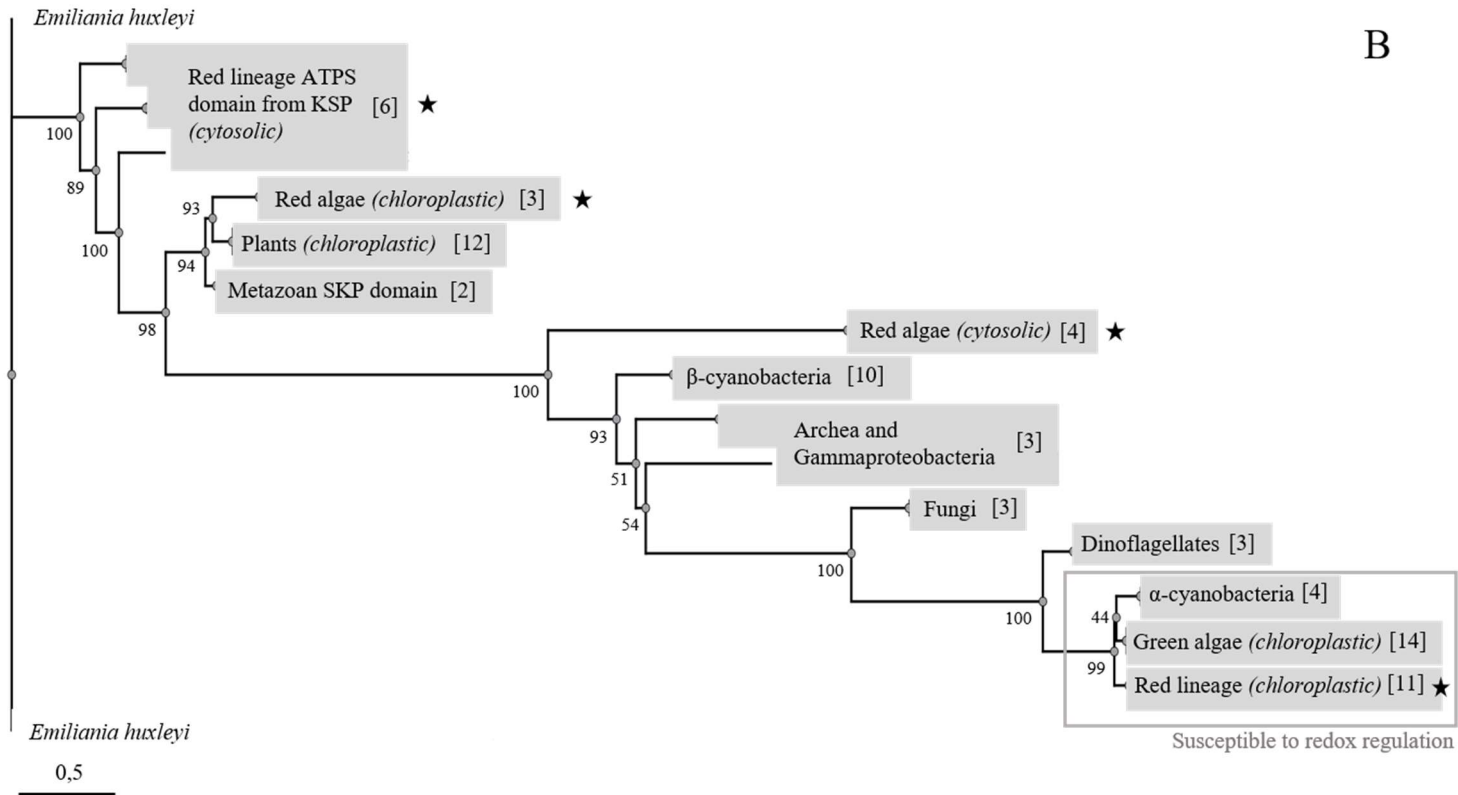 Emiliania huxleyi
B
Red lineage ATPS
domain from KSP [6] ★
(cytosolic)
100
89
Red algae (chloroplastic) [3] ★
93
Plants (chloroplastic) [12]
100
94
Metazoan SKP domain [2]
98
Red algae (cytosolic) [4] ★
β-cyanobacteria [10]
100
Archea and
Gammaproteobacteria [3]
93
51
Fungi [3]
54
Dinoflagellates [3]
100
α-cyanobacteria [4]
100
44
Green algae (chloroplastic) [14]
99
Red lineage (chloroplastic) [11] ★
Emiliania huxleyi
Susceptible to redox regulation
0,5